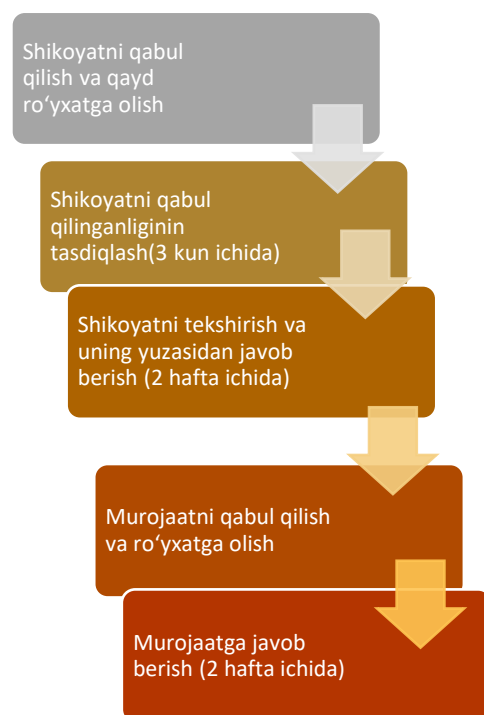 Shikoyatni qabul
qilish va qayd
ro‘yxatga olish
Shikoyatni qabul
qilinganliginin
tasdiqlash(3 kun ichida)
Shikoyatni tekshirish va
uning yuzasidan javob
berish (2 hafta ichida)
Murojaatni qabul qilish
va ro‘yxatga olish
Murojaatga javob
berish (2 hafta ichida)